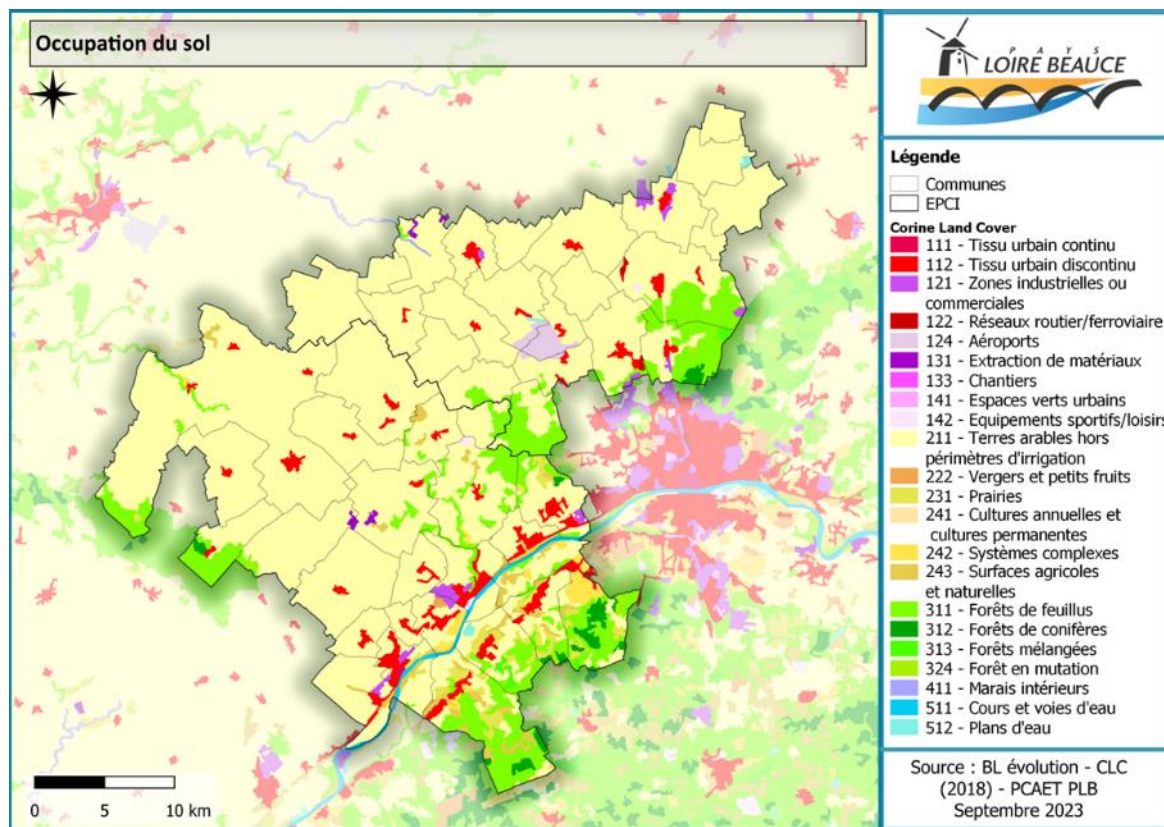 Occupation du sol
PAYS
LOIRE BEAUCE
Légende
Communes
EPCI
Corine Land Cover
111 - Tissu urbain continu
112 - Tissu urbain discontinu
121 - Zones industrielles ou
commerciales
122 - Réseaux routier/ferroviaire
124 - Aéroports
131 - Extraction de matériaux
133 - Chantiers
141 - Espaces verts urbains
142 - Equipements sportifs/loisirs
211 - Terres arables hors
périmètres d'irrigation
222 - Vergers et petits fruits
231 - Prairies
241 - Cultures annuelles et
cultures permanentes
242 - Systèmes complexes
243 - Surfaces agricoles
et naturelles
311 - Forêts de feuillus
312 - Forêts de conifères
313 - Forêts mélangées
324 - Forêt en mutation
411 - Marais intérieurs
511 - Cours et voies d'eau
512 - Plans d'eau
0 5 10 km
Source : BL évolution - CLC
(2018) - PCAET PLB
Septembre 2023